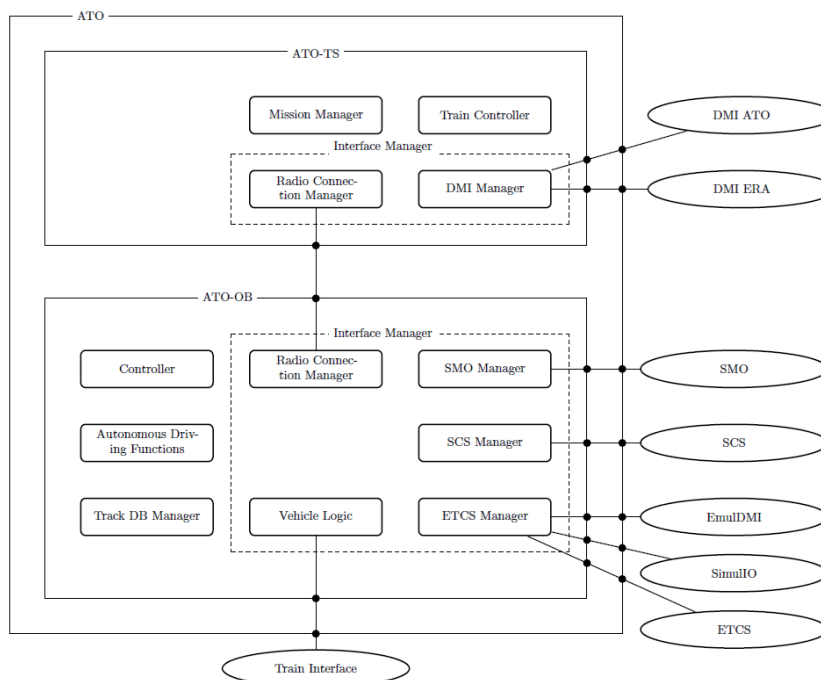 ATO
ATO-TS
Mission Manager
Train Controller
DMI ATO
Interface Manager
Radio Connec-
tion Manager
DMI Manager
DMI ERA
ATO-OB
Interface Manager
Controller
Radio Connec-
tion Manager
SMO Manager
SMO
Autonomous Driv-
ing Functions
SCS Manager
SCS
Track DB Manager
Vehicle Logic
ETCS Manager
EmulDMI
SimulIO
ETCS
Train Interface